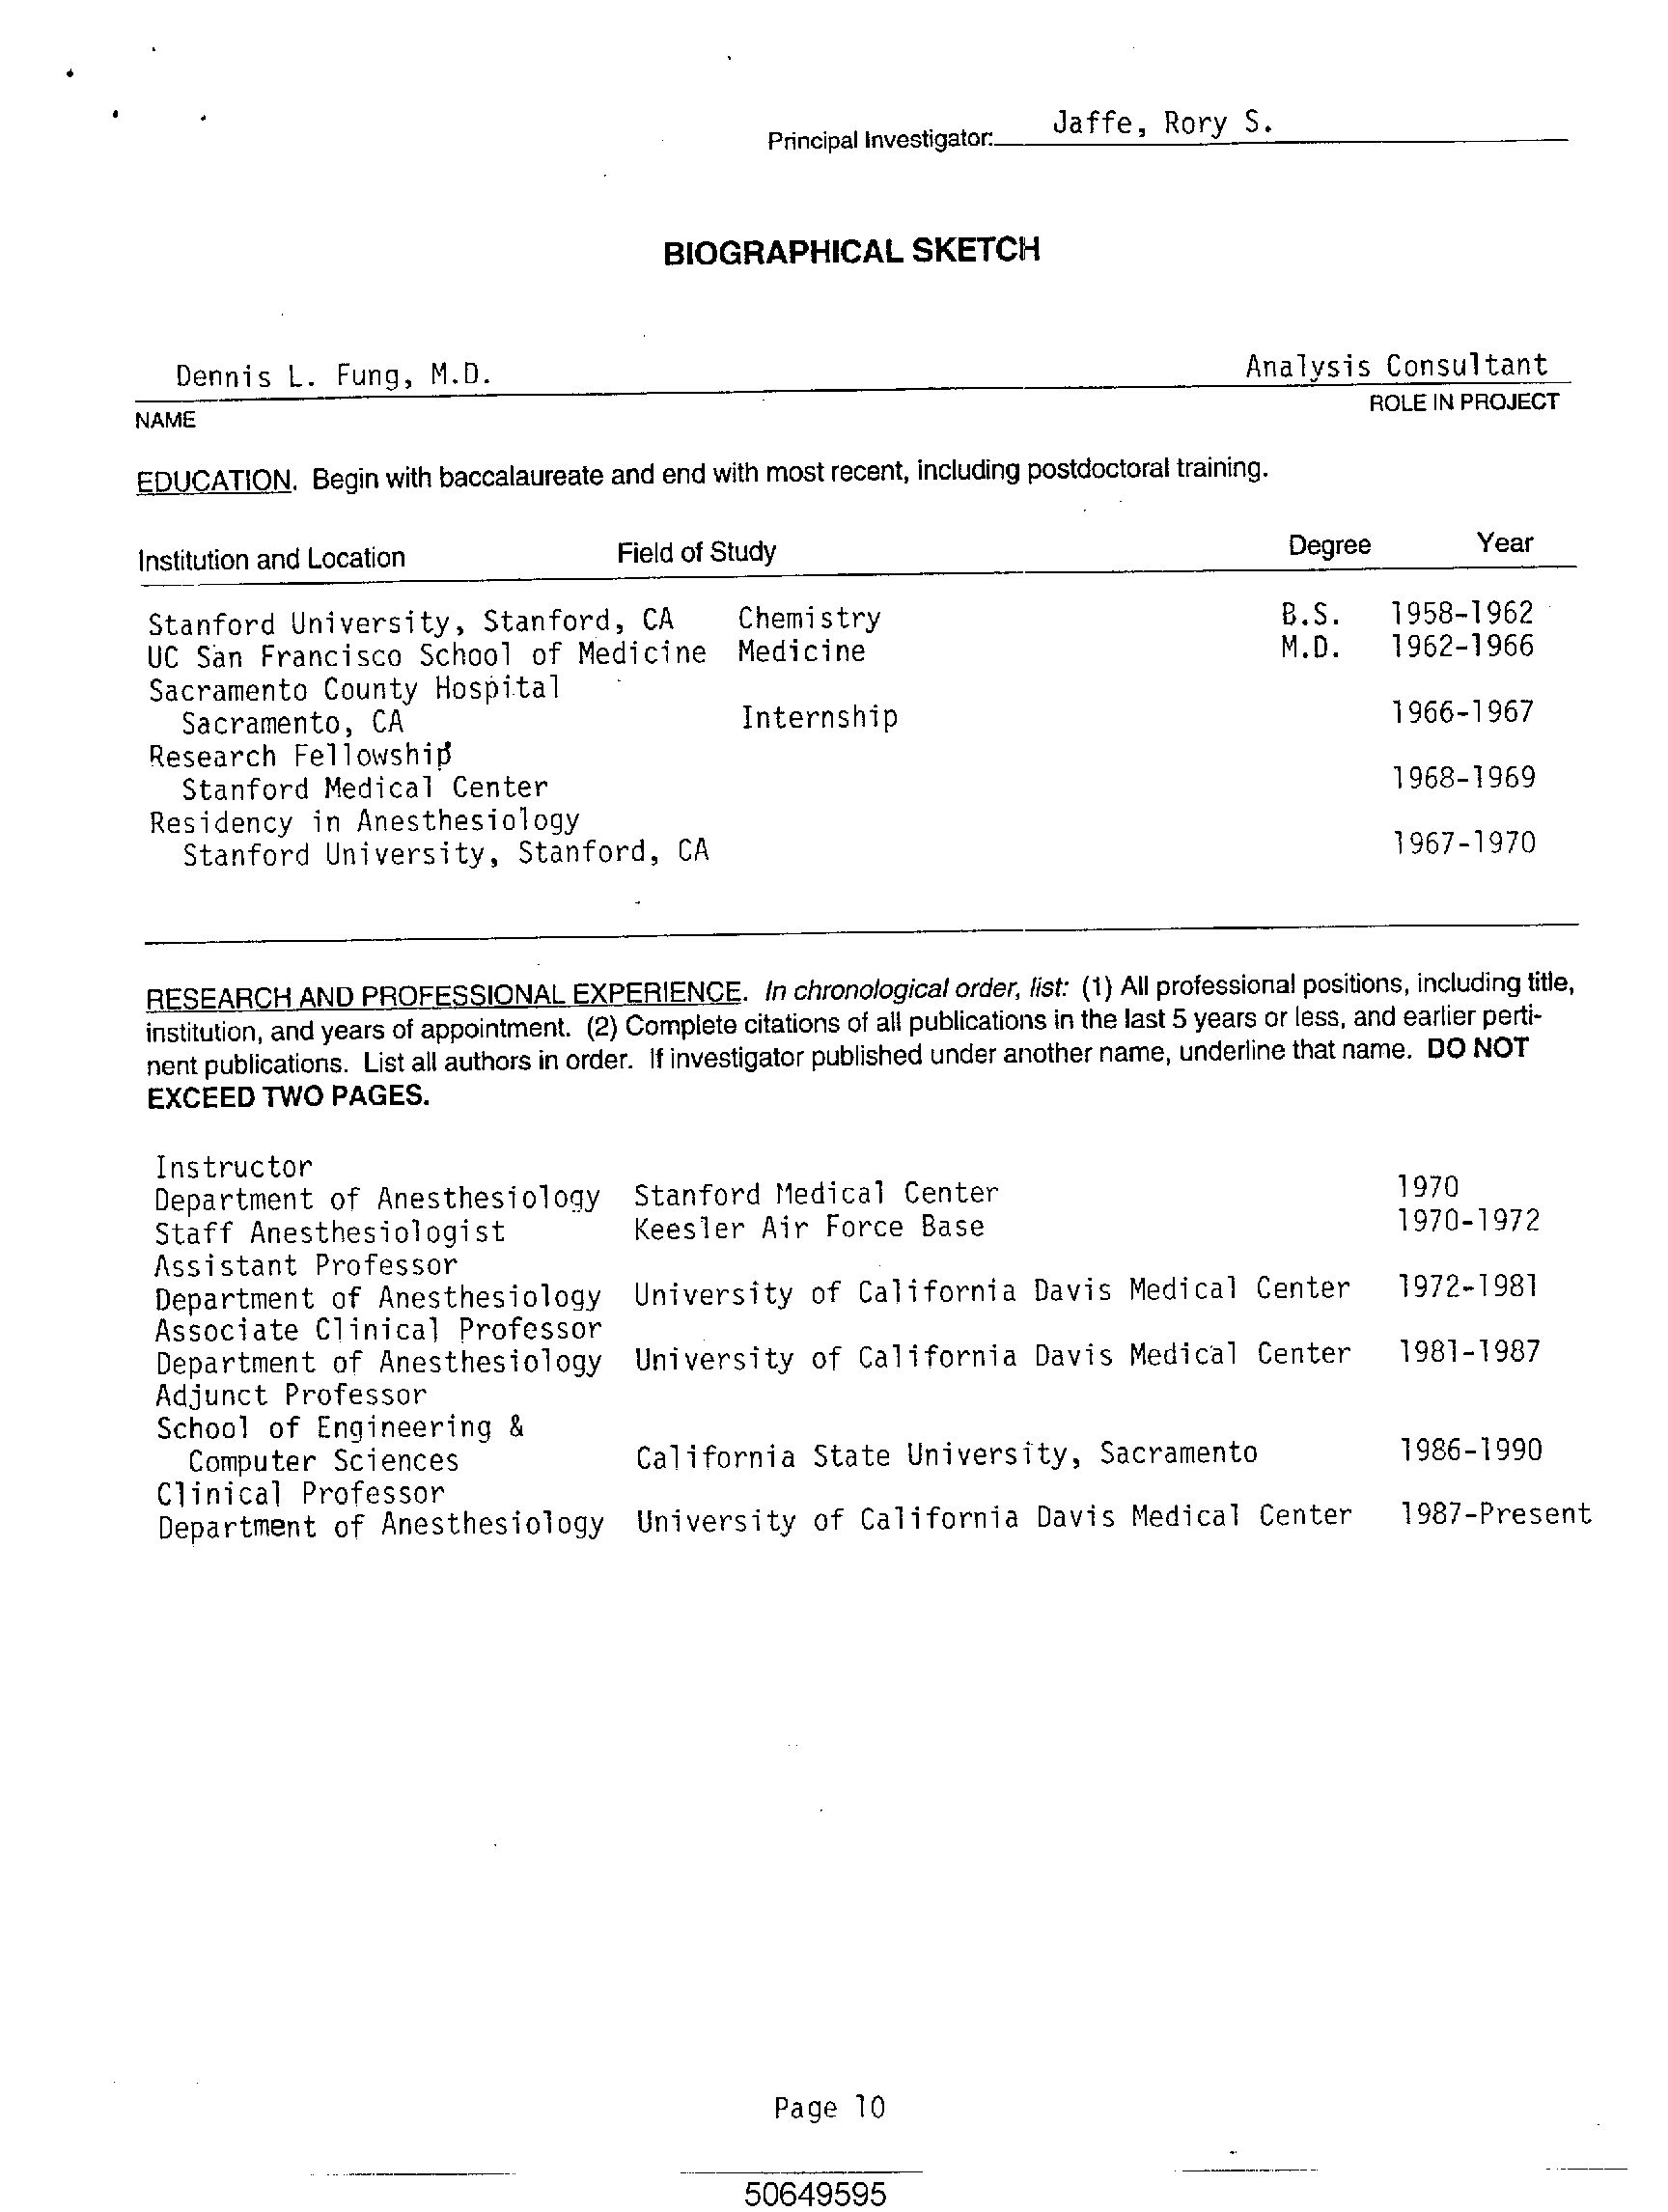 Principal Investigator: Jaffe, Rory S.
BIOGRAPHICAL SKETCH
Dennis L. Fung, M.D. Analysis Consultant
NAME ROLE IN PROJECT
EDUCATION. Begin with baccalaureate and end with most recent, including postdoctoral training.
Institution and Location Field of Study Degree Year
Stanford University, Stanford, CA Chemistry B.S. 1958-1962
UC San Francisco School of Medicine Medicine M.D. 1962-1966
Sacramento County Hospital
Sacramento, CA Internship 1966-1967
Research Fellowship
Stanford Medical Center 1968-1969
Residency in Anesthesiology
Stanford University, Stanford, CA 1967-1970
RESEARCH AND PROFESSIONAL EXPERIENCE. In chronological order, list: (1) All professional positions, including title,
institution, and years of appointment. (2) Complete citations of all publications in the last 5 years or less, and earlier perti-
nent publications. List all authors in order. If investigator published under another name, underline that name. DO NOT
EXCEED TWO PAGES.
Instructor
Department of Anesthesiology Stanford Medical Center 1970
Staff Anesthesiologist Keesler Air Force Base 1970-1972
Assistant Professor
Department of Anesthesiology University of California Davis Medical Center 1972-1981
Associate Clinical Professor
Department of Anesthesiology University of California Davis Medical Center 1981-1987
Adjunct Professor
School of Engineering &
Computer Sciences California State University, Sacramento 1986-1990
Clinical Professor
Department of Anesthesiology University of California Davis Medical Center 1987-Present
Page 10
50649595